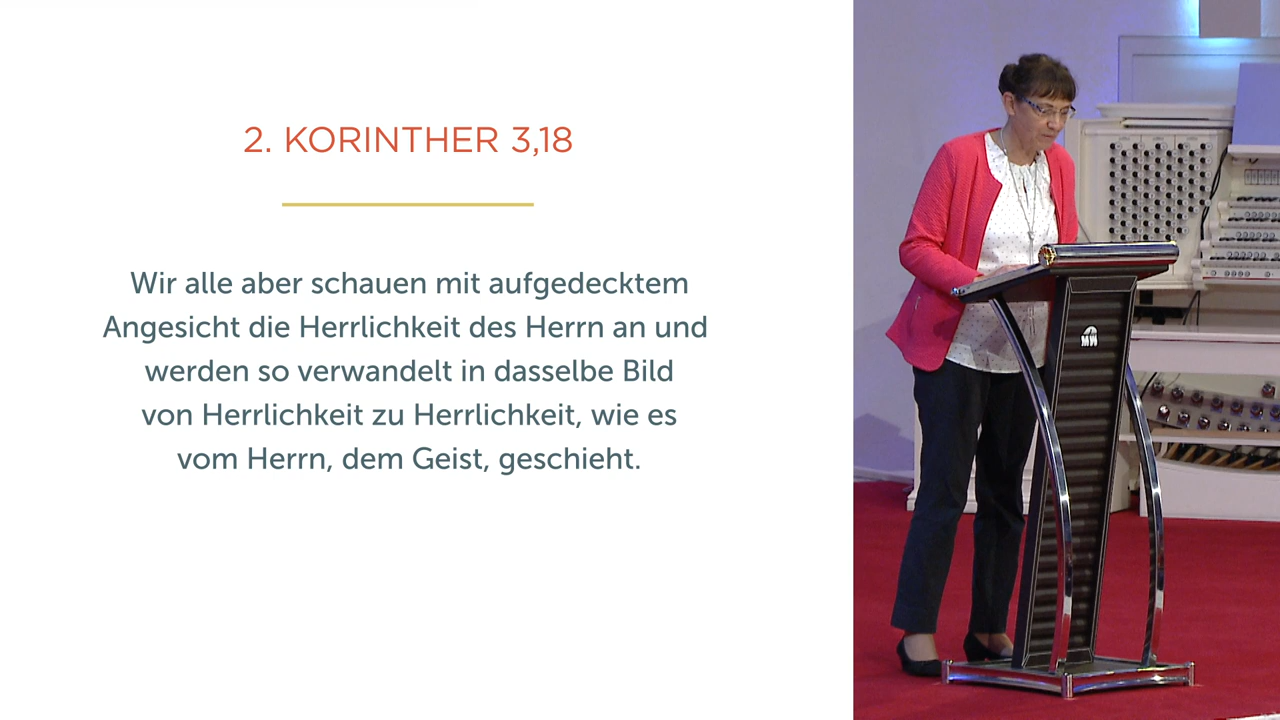 2. KORINTHER 3,18
Wir alle aber schauen mit aufgedecktem
Angesicht die Herrlichkeit des Herrn an und
werden so verwandelt in dasselbe Bild
von Herrlichkeit zu Herrlichkeit, wie es
vom Herrn, dem Geist, geschieht.
MW